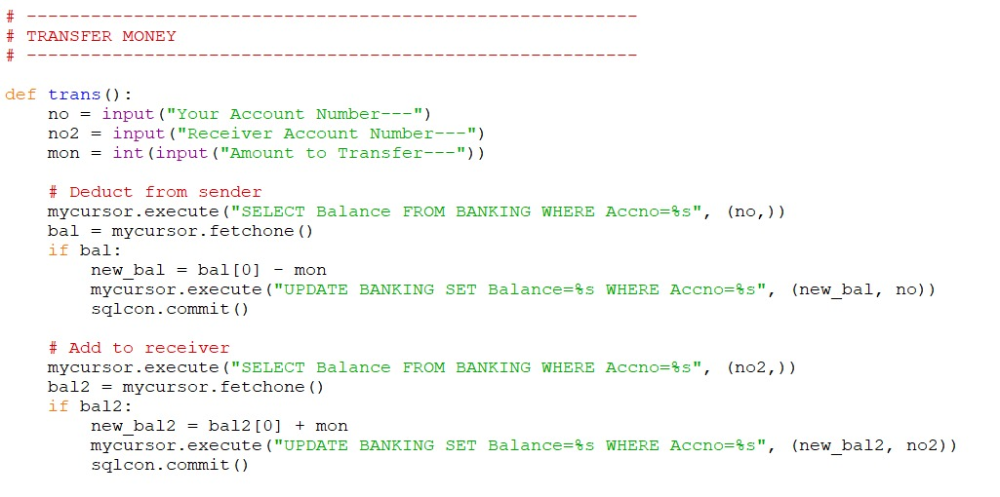 # ---------------------------------------------------------
# TRANSFER MONEY
# ---------------------------------------------------------
def trans():
    no = input("Your Account Number---")
    no2 = input("Receiver Account Number---")
    mon = int(input("Amount to Transfer---"))
    # Deduct from sender
    mycursor.execute("SELECT Balance FROM BANKING WHERE Accno=%s", (no,))
    bal = mycursor.fetchone()
    if bal:
        new_bal = bal[0] - mon
        mycursor.execute("UPDATE BANKING SET Balance=%s WHERE Accno=%s", (new_bal, no))
        sqlcon.commit()
    # Add to receiver
    mycursor.execute("SELECT Balance FROM BANKING WHERE Accno=%s", (no2,))
    bal2 = mycursor.fetchone()
    if bal2:
        new_bal2 = bal2[0] + mon
        mycursor.execute("UPDATE BANKING SET Balance=%s WHERE Accno=%s", (new_bal2, no2))
        sqlcon.commit()